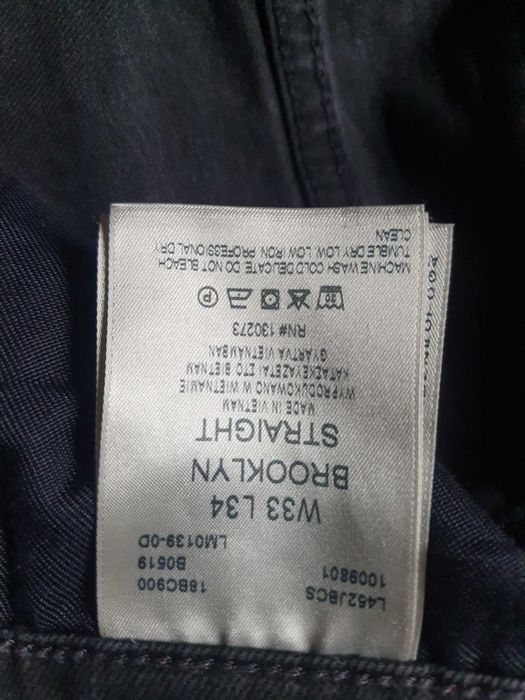 L452JBCS 1009801
18BC900 B0519
LM0139-0D
W33 L34
BROOKLYN
STRAIGHT
MADE IN VIETNAM
WYPRODUKOWANO W WIETNAMIE
ΚΑΤΑΣΚΕΥΑΖΕΤΑΙ ΣΤΟ ΒΙΕΤΝΑΜ
GYÁRTVA VIETNÁMBAN
RN# 130273
MACHINE WASH COLD DELICATE DO NOT BLEACH
TUMBLE DRY LOW IRON PROFESSIONAL DRY
CLEAN